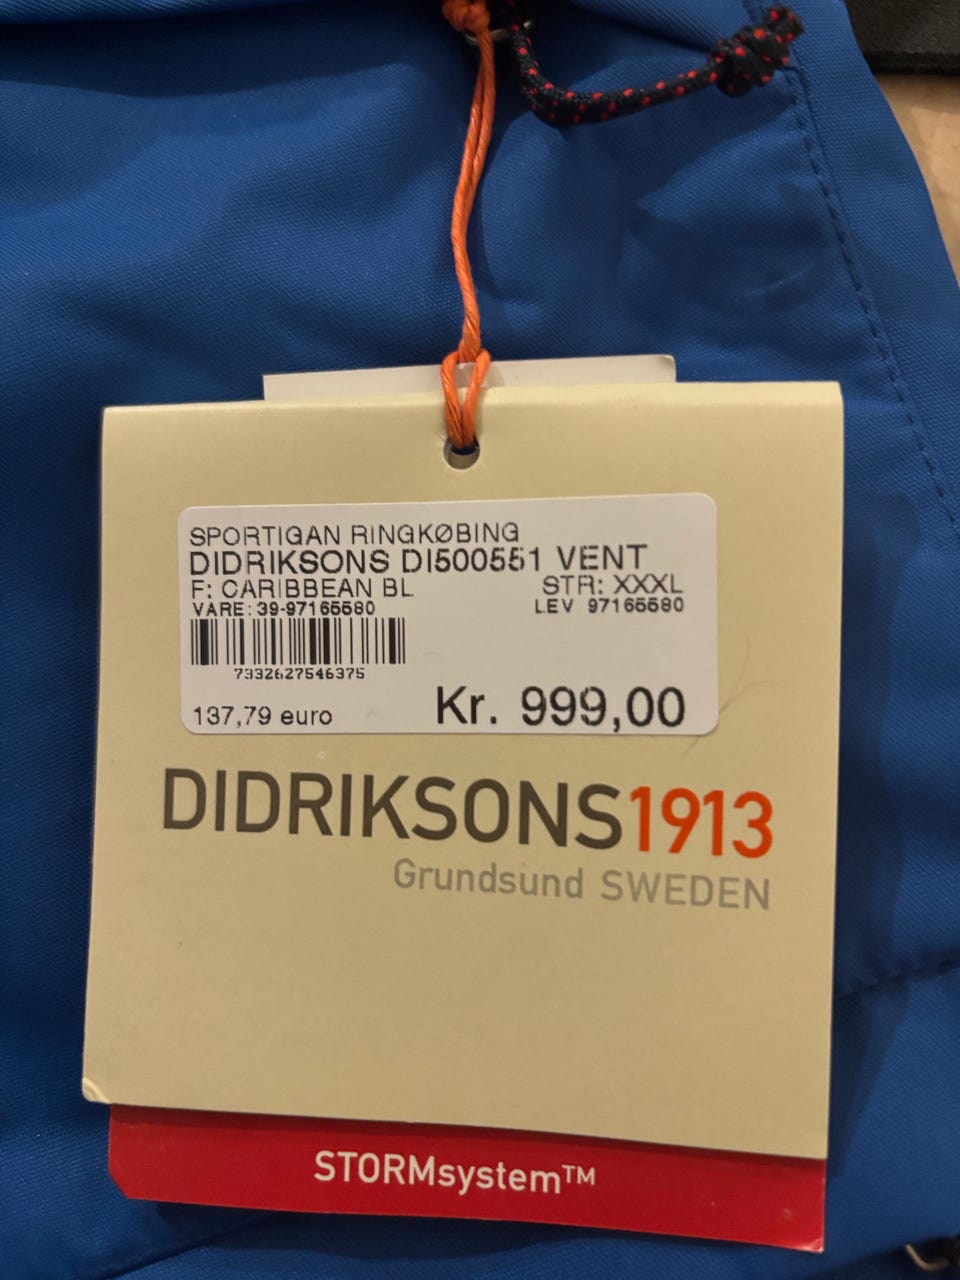 SPORTIGAN RINGKØBING
DIDRIKSONS DI500551 VENT
F: CARIBBEAN BL STR: XXXL
VARE: 39-97165580 LEV 97165580
7332627546375
137,79 euro Kr. 999,00
DIDRIKSONS1913
Grundsund SWEDEN
STORMsystem™